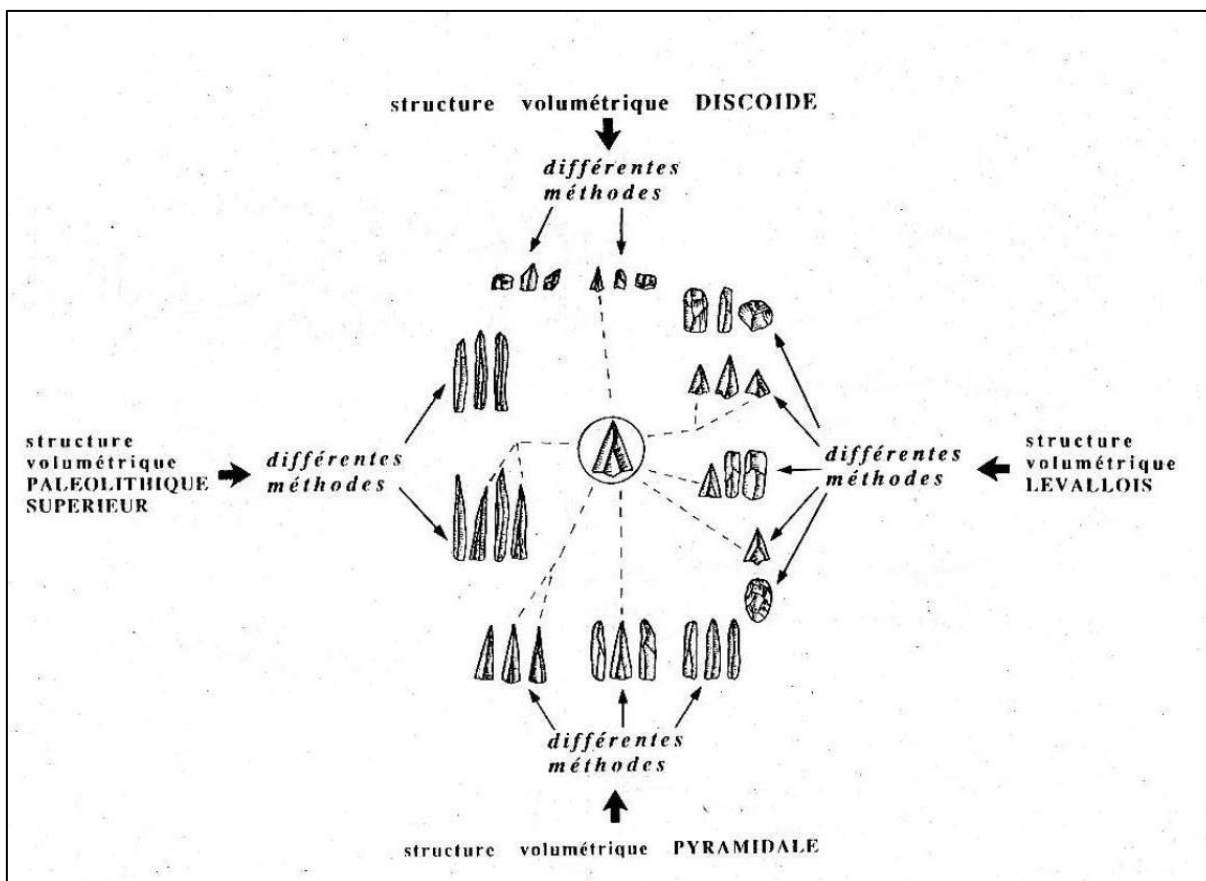 structure volumétrique DISCOIDE
différentes
méthodes
structure
volumétrique
PALEOLITHIQUE
SUPERIEUR
différentes
méthodes
différentes
méthodes
structure
volumétrique
LEVALLOIS
différentes
méthodes
structure volumétrique PYRAMIDALE